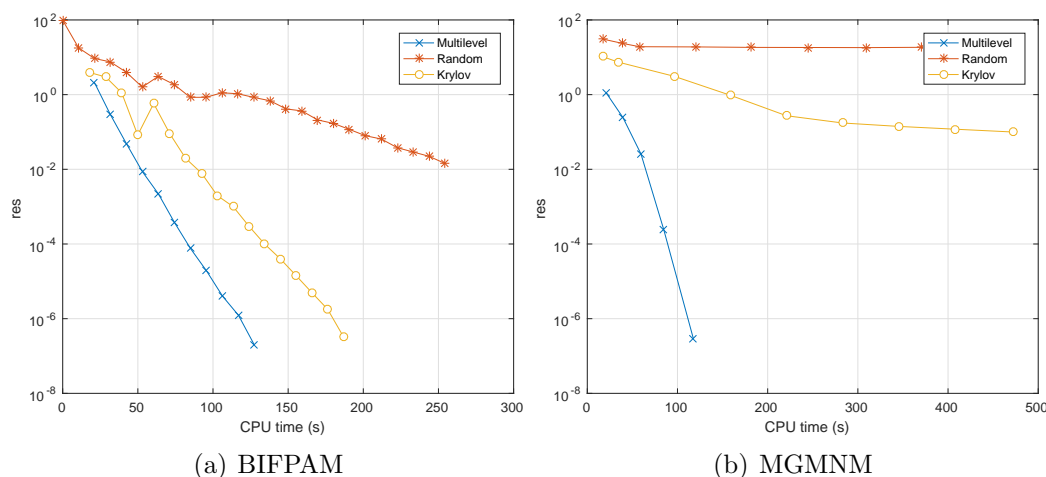 10^2
10^0
10^-2
10^-4
10^-6
10^-8
res
0 50 100 150 200 250 300
CPU time (s)
Multilevel
Random
Krylov
(a) BIFPAM
10^2
10^0
10^-2
10^-4
10^-6
10^-8
res
0 100 200 300 400 500
CPU time (s)
Multilevel
Random
Krylov
(b) MGMNM